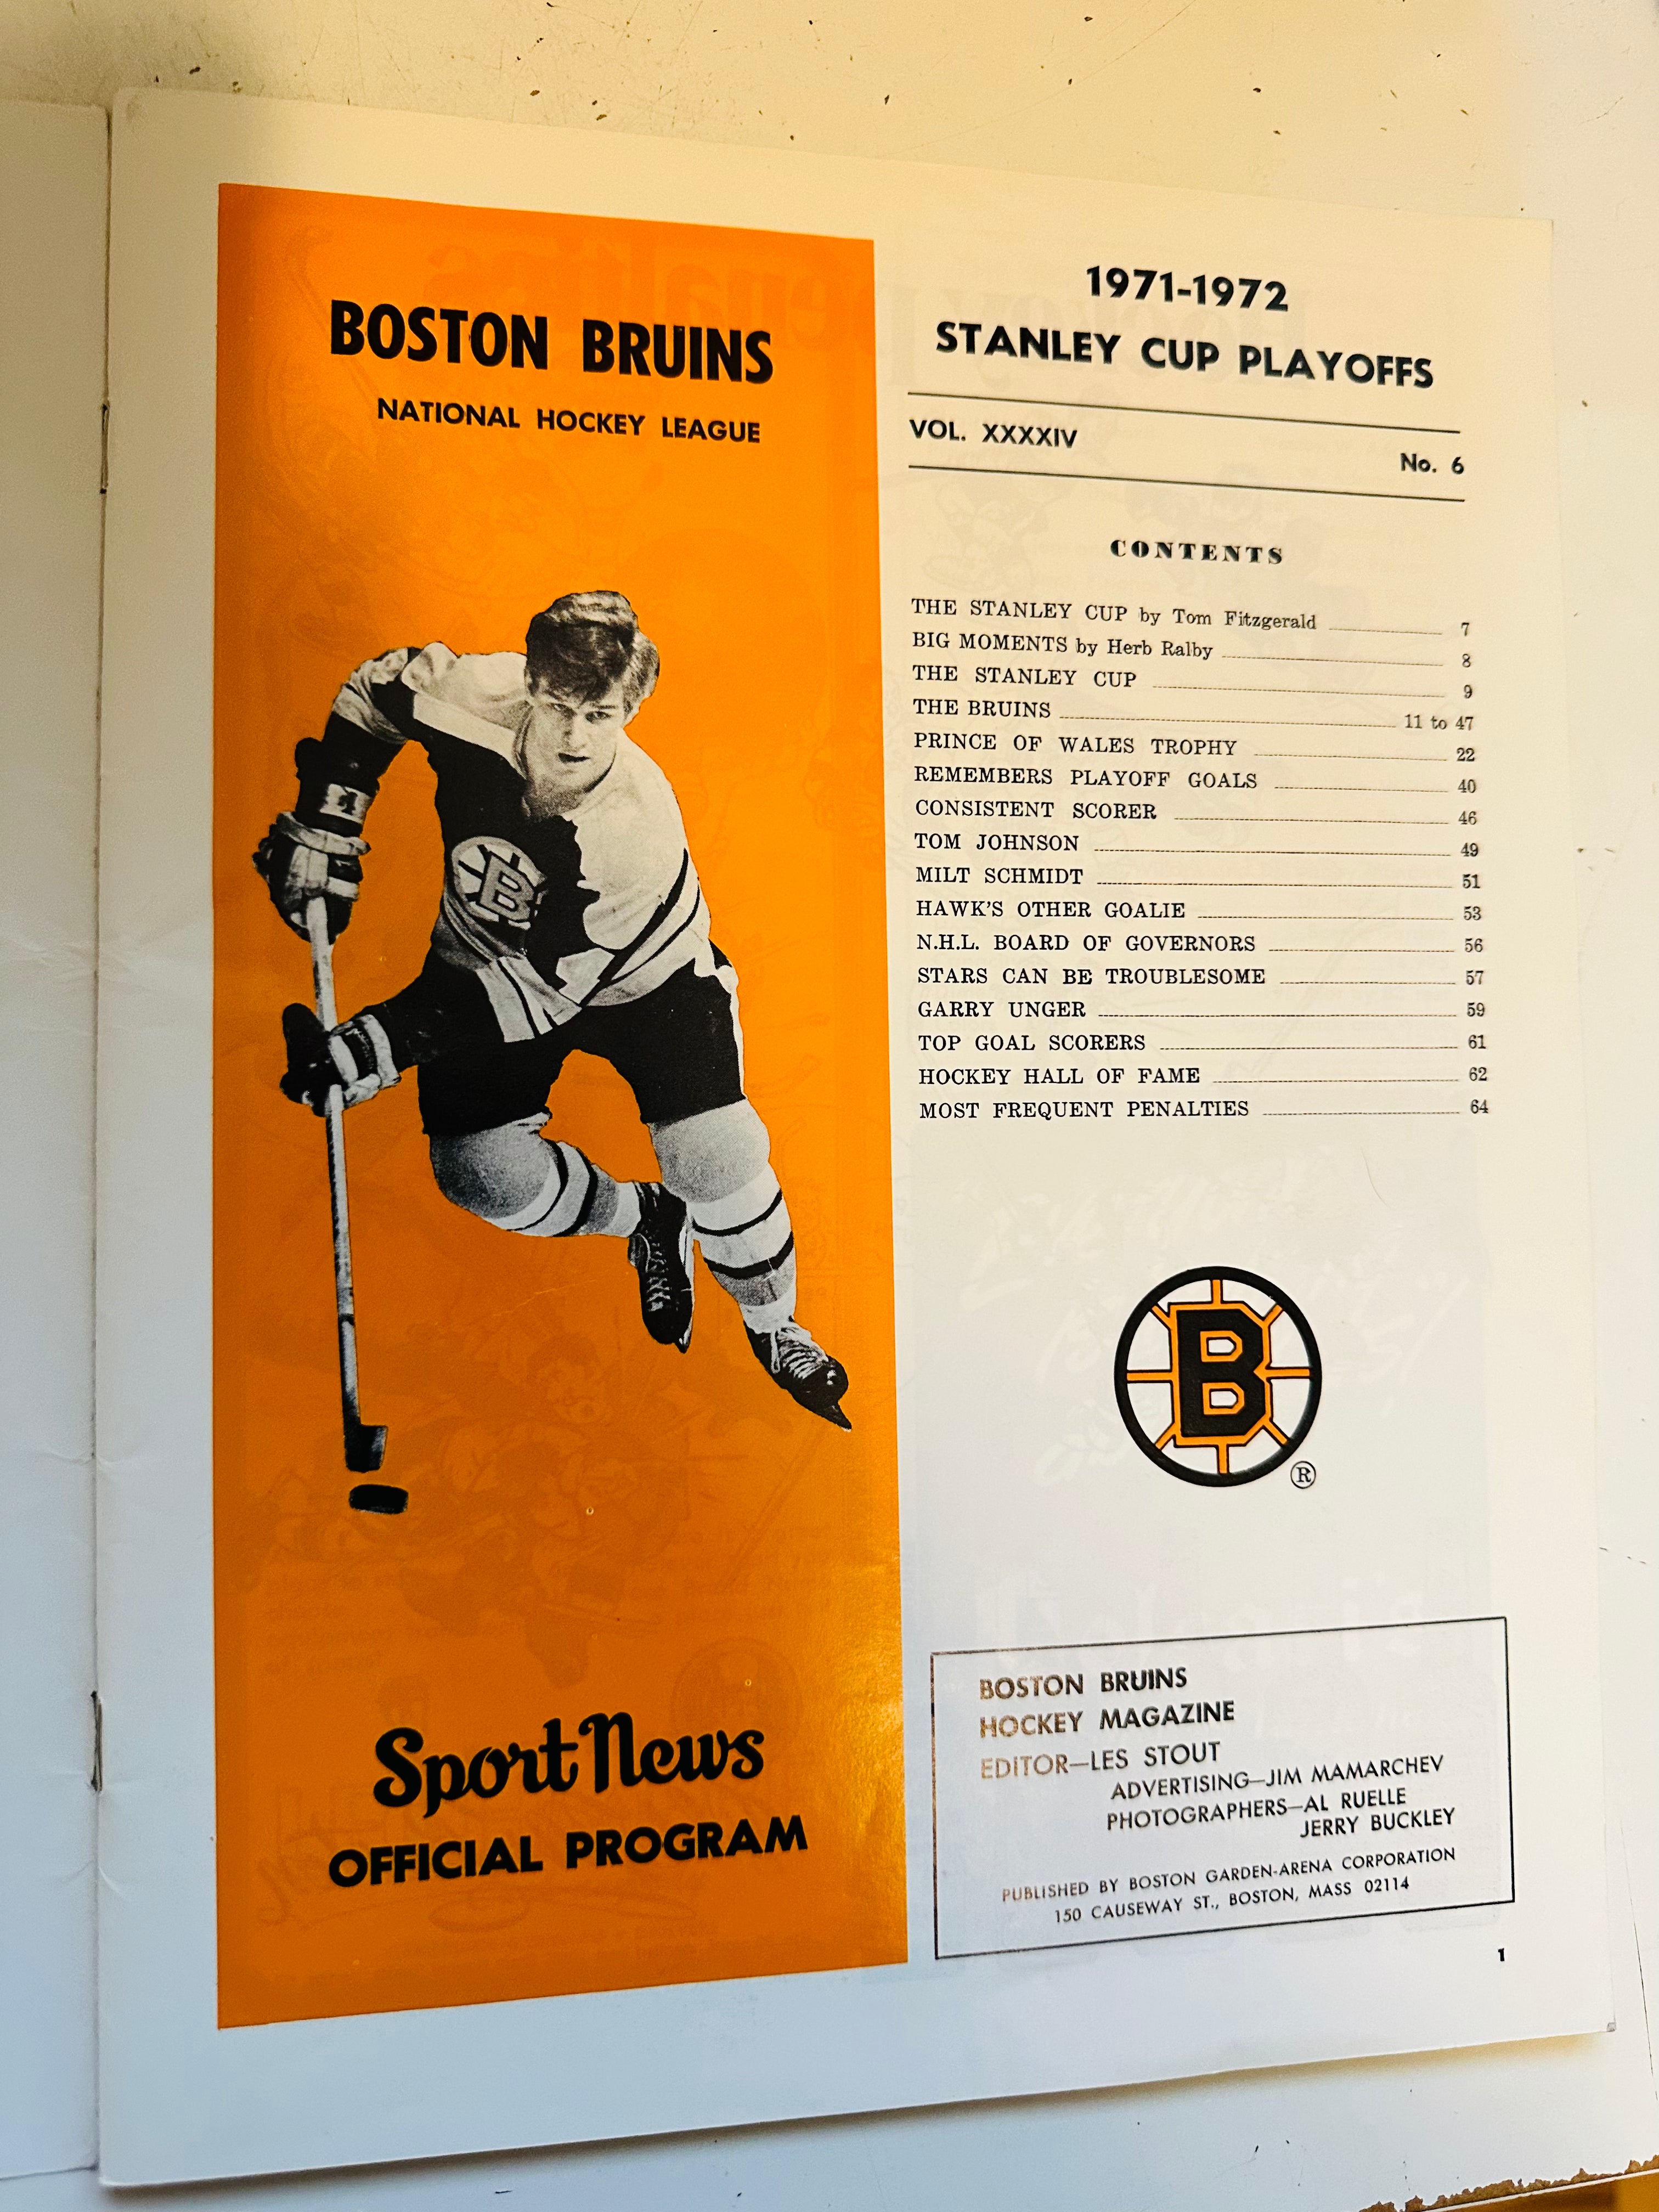 BOSTON BRUINS
NATIONAL HOCKEY LEAGUE
B
Sport News
OFFICIAL PROGRAM
1971-1972
STANLEY CUP PLAYOFFS
VOL. XXXXIV
No. 6
CONTENTS
THE STANLEY CUP by Tom Fitzgerald 7
BIG MOMENTS by Herb Ralby 8
THE STANLEY CUP 9
THE BRUINS 11 to 47
PRINCE OF WALES TROPHY 22
REMEMBERS PLAYOFF GOALS 40
CONSISTENT SCORER 46
TOM JOHNSON 49
MILT SCHMIDT 51
HAWK'S OTHER GOALIE 53
N.H.L. BOARD OF GOVERNORS 56
STARS CAN BE TROUBLESOME 57
GARRY UNGER 59
TOP GOAL SCORERS 61
HOCKEY HALL OF FAME 62
MOST FREQUENT PENALTIES 64
B
®
BOSTON BRUINS
HOCKEY MAGAZINE
EDITOR—LES STOUT
ADVERTISING—JIM MAMARCHEV
PHOTOGRAPHERS—AL RUELLE
JERRY BUCKLEY
PUBLISHED BY BOSTON GARDEN-ARENA CORPORATION
150 CAUSEWAY ST., BOSTON, MASS 02114
1